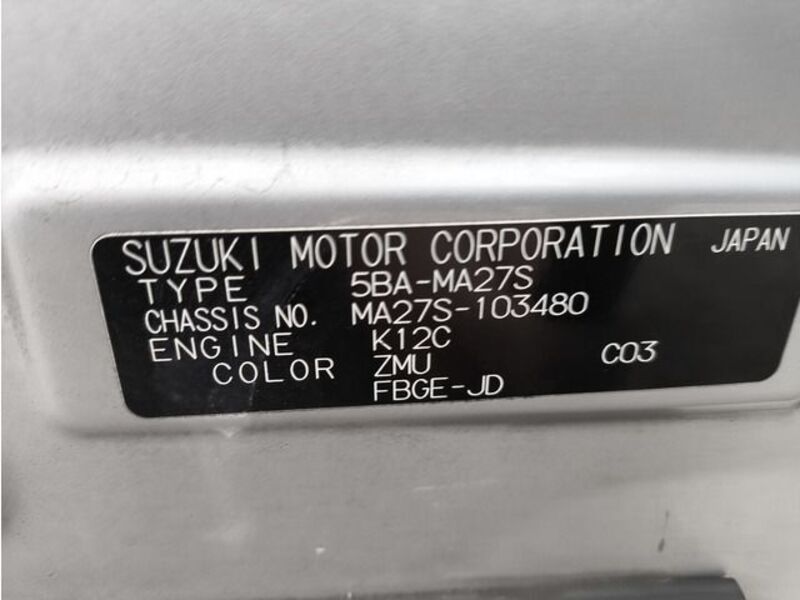 SUZUKI MOTOR CORPORATION JAPAN
TYPE 5BA-MA27S
CHASSIS NO. MA27S-103480
ENGINE K12C
COLOR ZMU C03
FBGE-JD